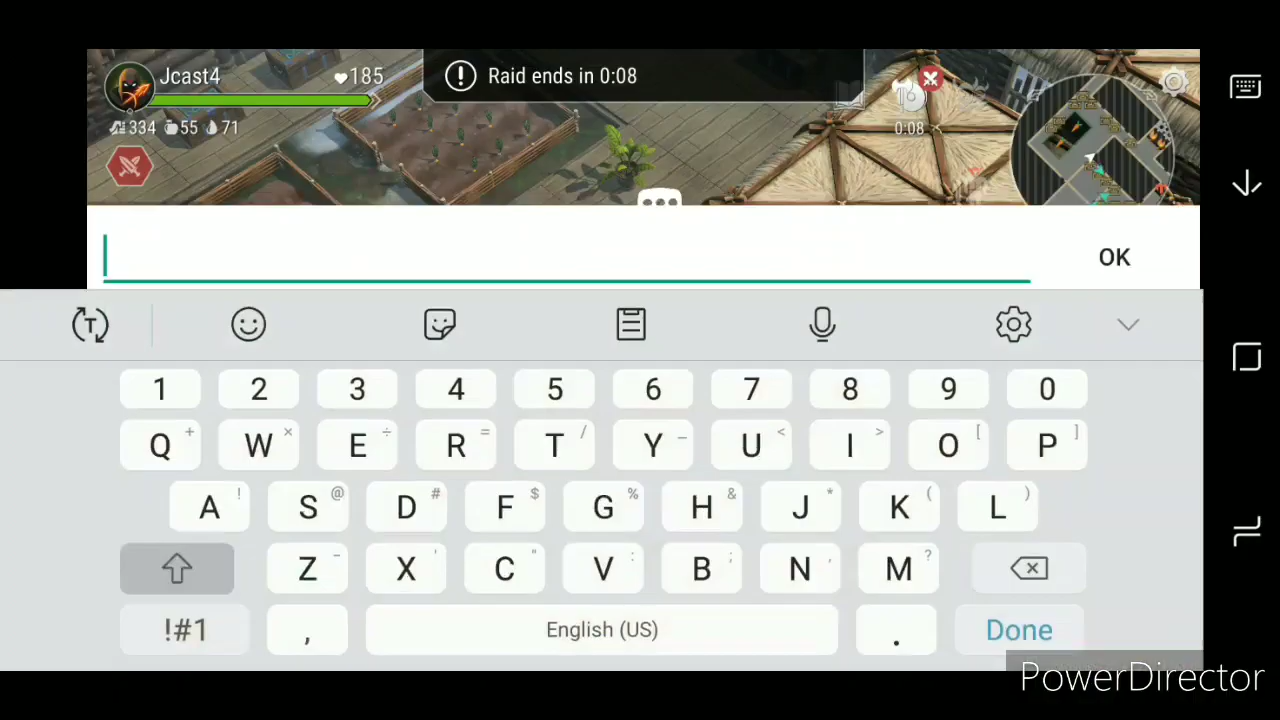 Jcast4 185
Raid ends in 0:08
334 55 71
0:08
OK
1 2 3 4 5 6 7 8 9 0
Q + W × E ÷ R = T / Y _ U < I > O [ P ]
A ! S @ D # F $ G % H & J * K ( L )
Z - X ' C " V : B ; N , M ?
!#1 , English (US) . Done
PowerDirector